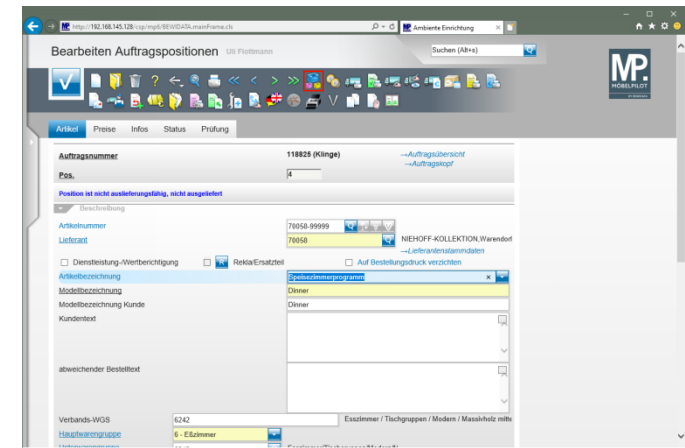 http://192.168.145.128/csp/mp6/BEWIDATA.mainFrame.cls
Ambiente Einrichtung
Bearbeiten Auftragspositionen Uli Flottmann
Suchen (Alt+s)
MP.
MÖBELPILOT
Artikel Preise Infos Status Prüfung
Auftragsnummer 118825 (Klinge) →Auftragsübersicht
→Auftragskopf
Pos. 4
Position ist nicht auslieferungsfähig, nicht ausgeliefert
Beschreibung
Artikelnummer 70058-99999
Lieferant 70058 NIEHOFF-KOLLEKTION,Warendorf
→Lieferantenstammdaten
Dienstleistung-/Wertberichtigung Rekla/Ersatzteil Auf Bestellungsdruck verzichten
Artikelbezeichnung Speisezimmerprogramm
Modellbezeichnung Dinner
Modellbezeichnung Kunde Dinner
Kundentext
abweichender Bestelltext
Verbands-WGS 6242 Esszimmer / Tischgruppen / Modern / Massivholz mitte
Hauptwarengruppe 6 - Eßzimmer